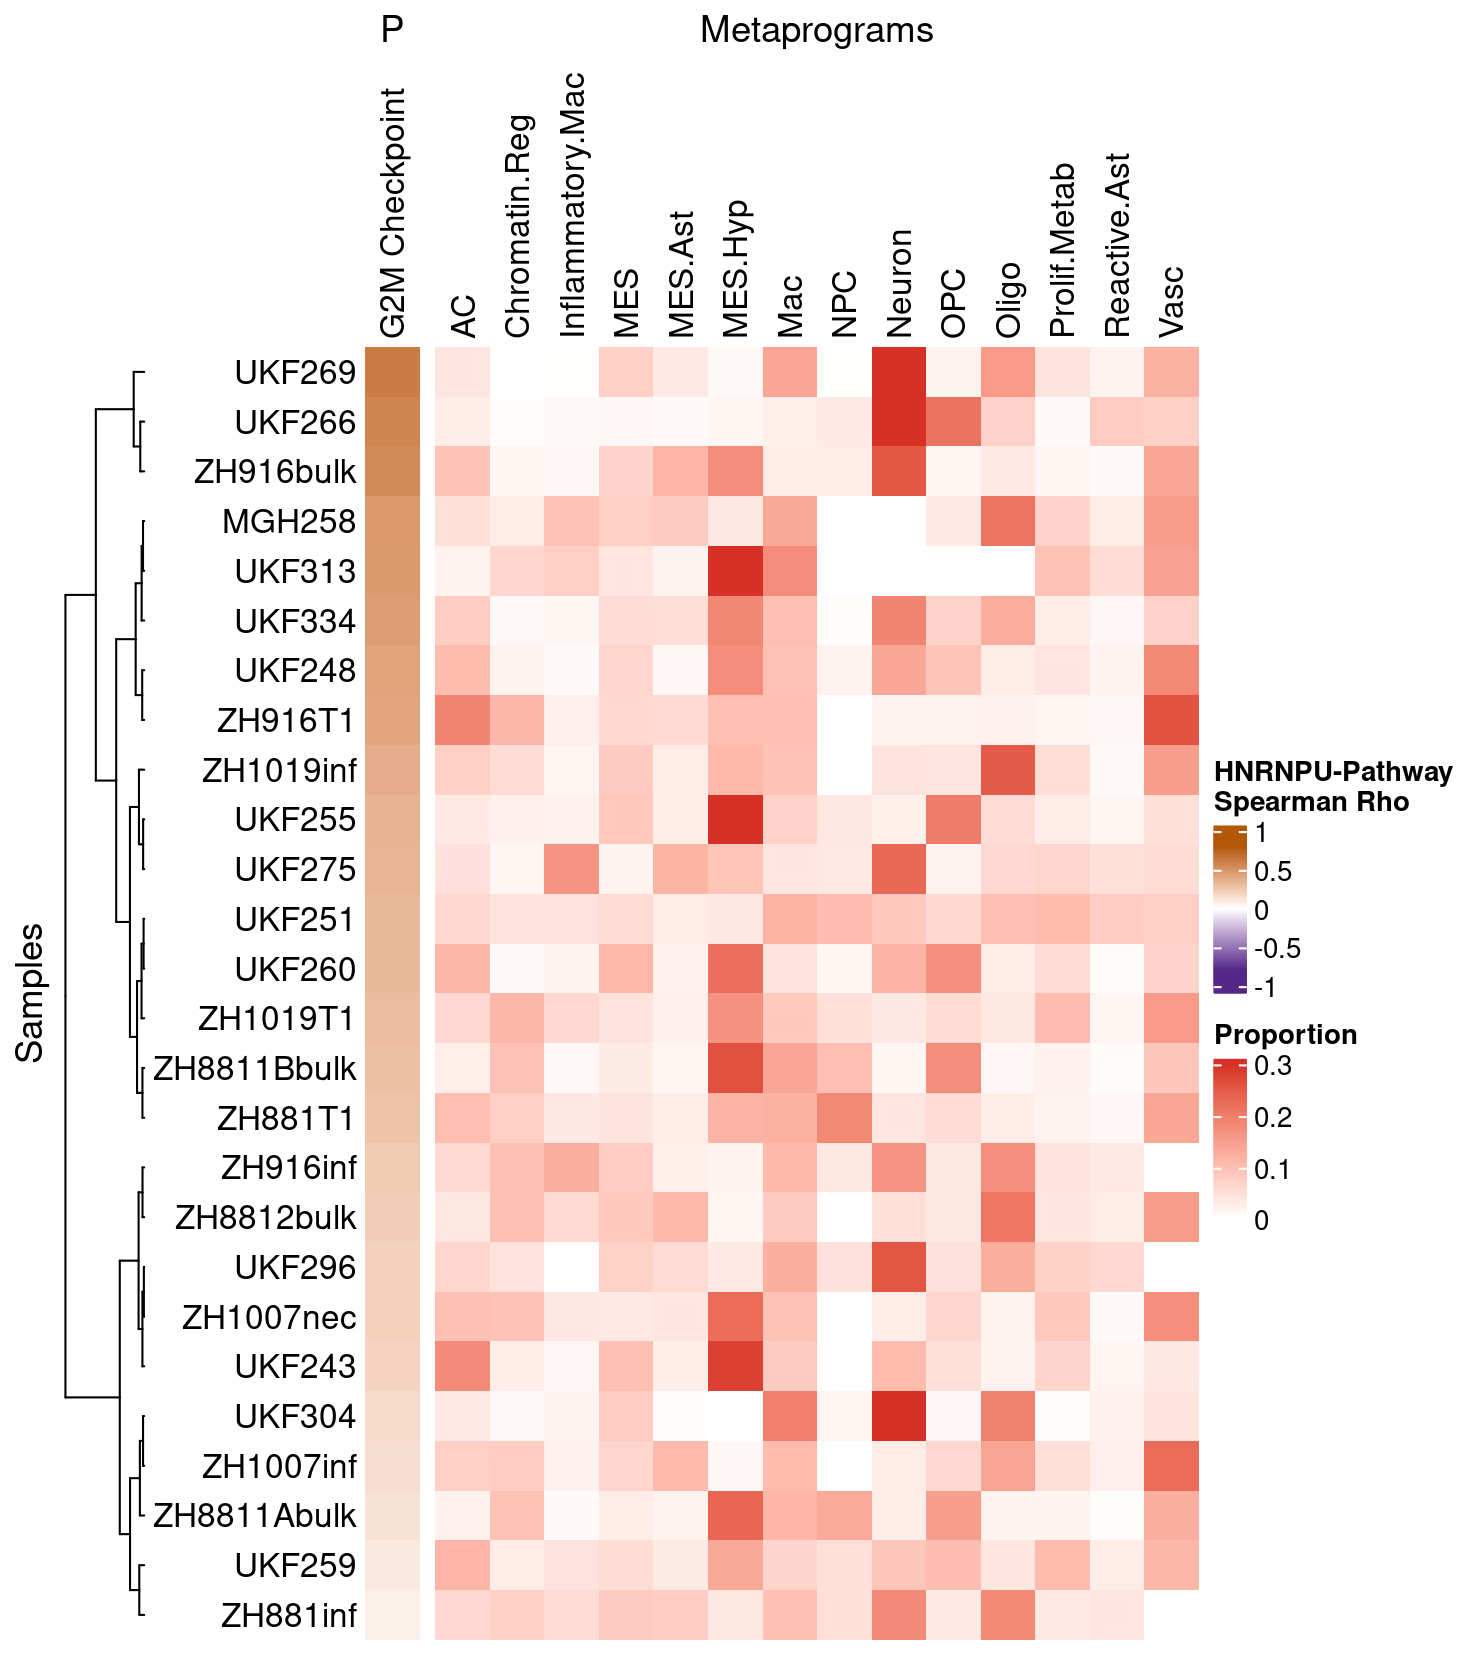 P
Metaprograms
G2M Checkpoint
AC
Chromatin.Reg
Inflammatory.Mac
MES
MES.Ast
MES.Hyp
Mac
NPC
Neuron
OPC
Oligo
Prolif.Metab
Reactive.Ast
Vasc
Samples
UKF269
UKF266
ZH916bulk
MGH258
UKF313
UKF334
UKF248
ZH916T1
ZH1019inf
UKF255
UKF275
UKF251
UKF260
ZH1019T1
ZH8811Bbulk
ZH881T1
ZH916inf
ZH8812bulk
UKF296
ZH1007nec
UKF243
UKF304
ZH1007inf
ZH8811Abulk
UKF259
ZH881inf
HNRNPU-Pathway
Spearman Rho
1
0.5
0
-0.5
-1
Proportion
0.3
0.2
0.1
0